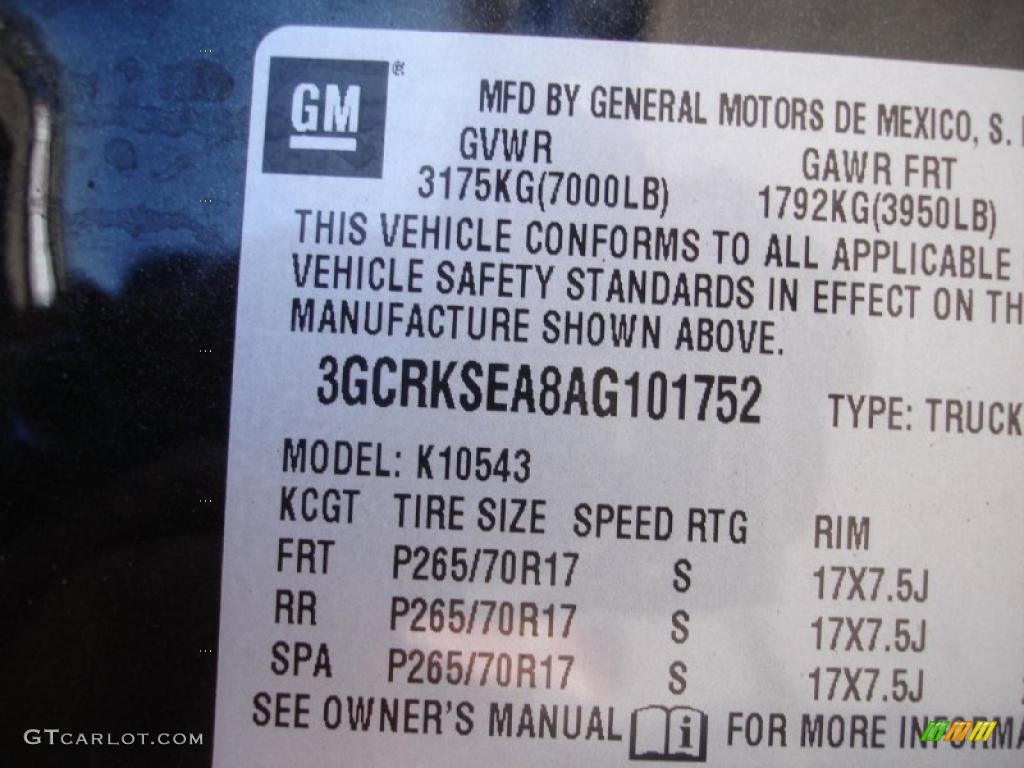 GM ®
MFD BY GENERAL MOTORS DE MEXICO, S.
GVWR GAWR FRT
3175KG(7000LB) 1792KG(3950LB)
THIS VEHICLE CONFORMS TO ALL APPLICABLE
VEHICLE SAFETY STANDARDS IN EFFECT ON TH
MANUFACTURE SHOWN ABOVE.
3GCRKSEA8AG101752 TYPE: TRUCK
MODEL: K10543
KCGT TIRE SIZE SPEED RTG RIM
FRT P265/70R17 S 17X7.5J
RR P265/70R17 S 17X7.5J
SPA P265/70R17 S 17X7.5J
SEE OWNER'S MANUAL i FOR MORE INFORMA
GTcarlot.com